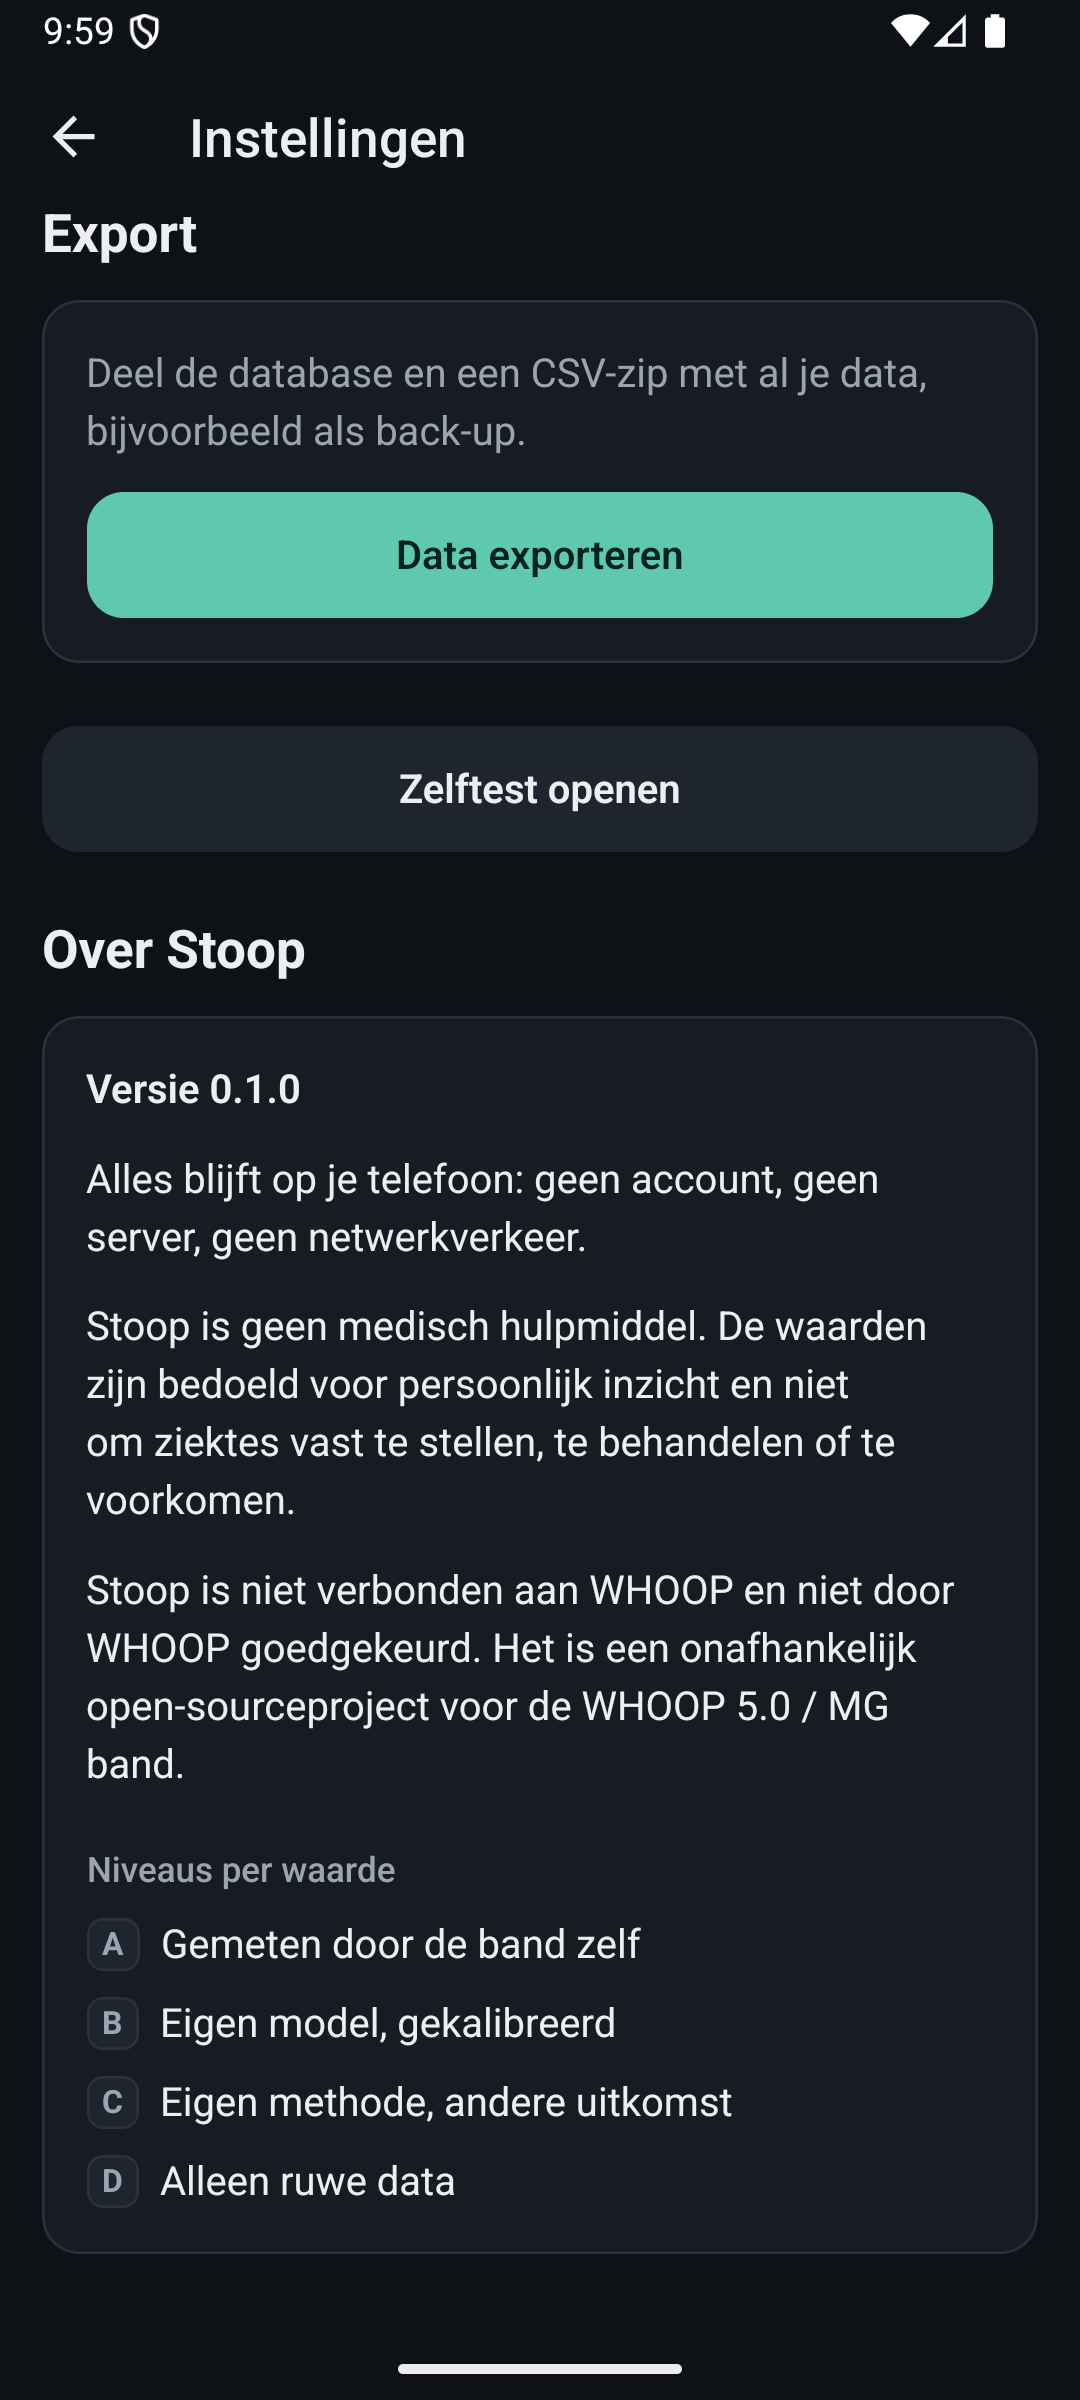 9:59
Instellingen
Export
Deel de database en een CSV-zip met al je data,
bijvoorbeeld als back-up.
Data exporteren
Zelftest openen
Over Stoop
Versie 0.1.0
Alles blijft op je telefoon: geen account, geen
server, geen netwerkverkeer.
Stoop is geen medisch hulpmiddel. De waarden
zijn bedoeld voor persoonlijk inzicht en niet
om ziektes vast te stellen, te behandelen of te
voorkomen.
Stoop is niet verbonden aan WHOOP en niet door
WHOOP goedgekeurd. Het is een onafhankelijk
open-sourceproject voor de WHOOP 5.0 / MG
band.
Niveaus per waarde
A Gemeten door de band zelf
B Eigen model, gekalibreerd
C Eigen methode, andere uitkomst
D Alleen ruwe data